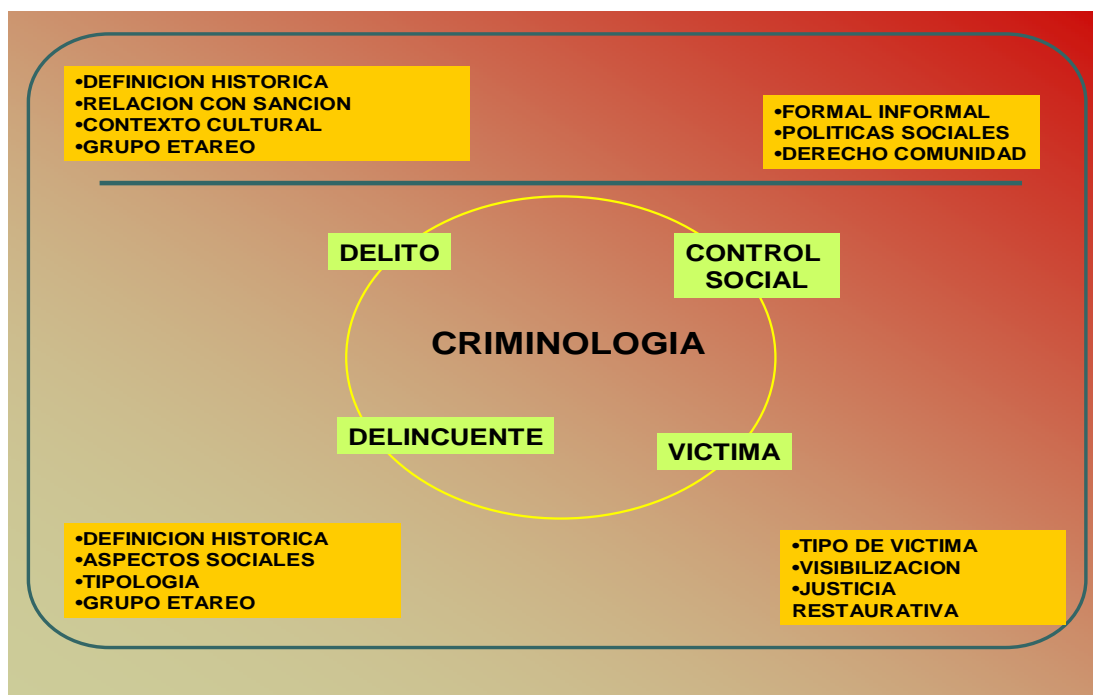 •DEFINICION HISTORICA
•RELACION CON SANCION
•CONTEXTO CULTURAL
•GRUPO ETAREO
•FORMAL INFORMAL
•POLITICAS SOCIALES
•DERECHO COMUNIDAD
DELITO
CONTROL
SOCIAL
CRIMINOLOGIA
DELINCUENTE
VICTIMA
•DEFINICION HISTORICA
•ASPECTOS SOCIALES
•TIPOLOGIA
•GRUPO ETAREO
•TIPO DE VICTIMA
•VISIBILIZACION
•JUSTICIA
RESTAURATIVA